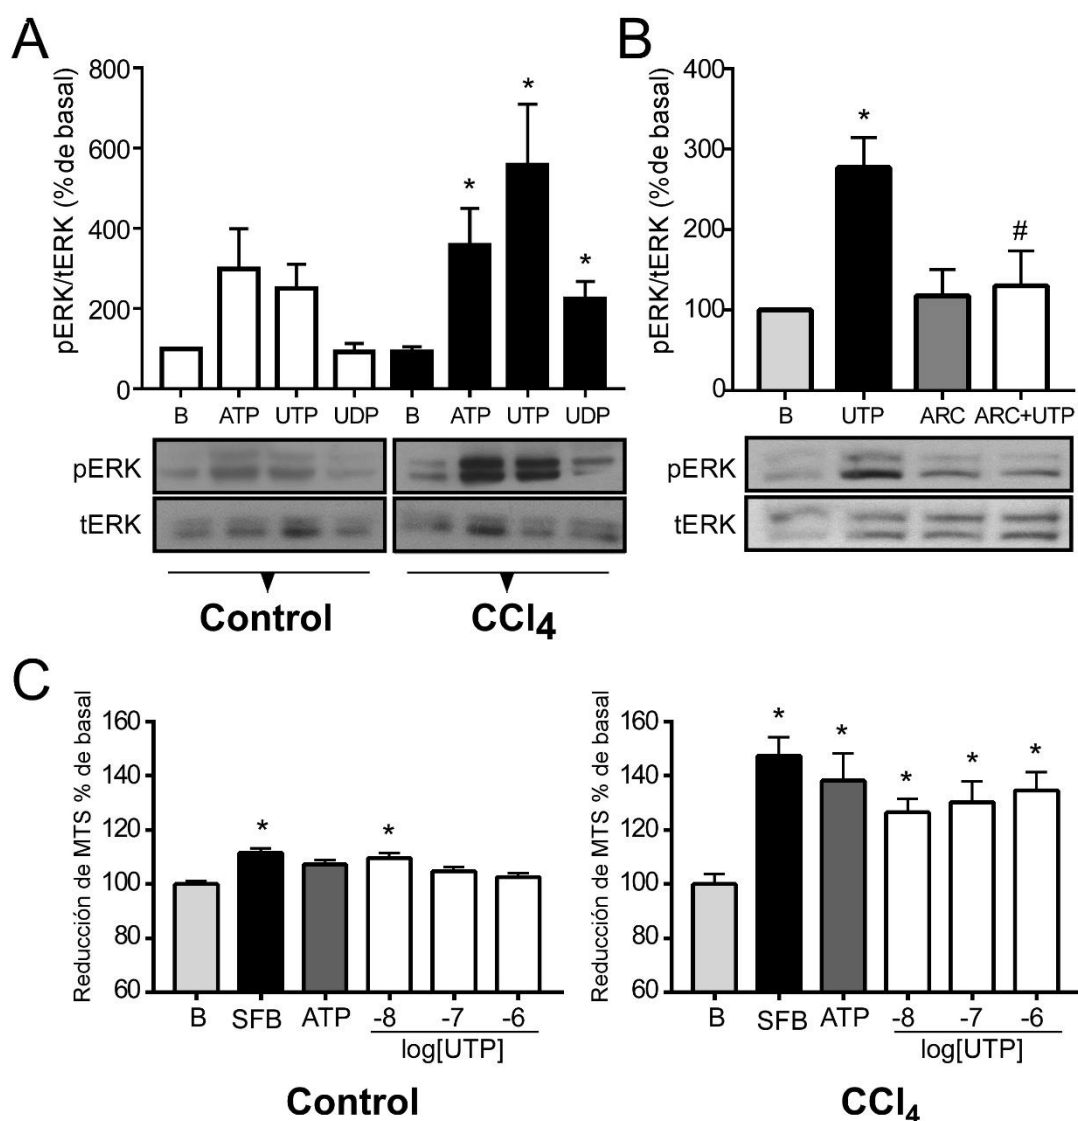 A
pERK/tERK (% de basal)
800
600
400
200
0
* * *
B ATP UTP UDP B ATP UTP UDP
pERK
tERK
Control CCl4
B
pERK/tERK (% de basal)
400
300
200
100
0
* #
B UTP ARC ARC+UTP
pERK
tERK
C
Reducción de MTS % de basal
160
140
120
100
80
60
* *
B SFB ATP -8 -7 -6
log[UTP]
Control
Reducción de MTS % de basal
160
140
120
100
80
60
* * * * *
B SFB ATP -8 -7 -6
log[UTP]
CCl4